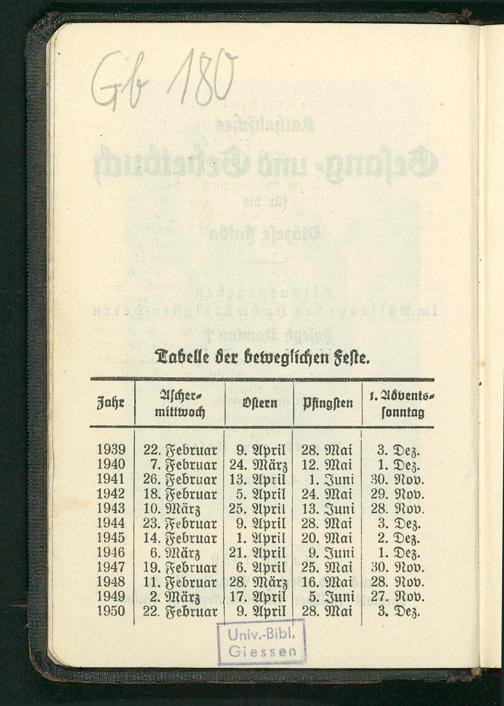 Gb 180
Tabelle der beweglichen Feste.
Jahr | Ascher-mittwoch | Ostern | Pfingsten | 1. Advents-sonntag
1939 22. Februar 9. April 28. Mai 3. Dez.
1940 7. Februar 24. März 12. Mai 1. Dez.
1941 26. Februar 13. April 1. Juni 30. Nov.
1942 18. Februar 5. April 24. Mai 29. Nov.
1943 10. März 25. April 13. Juni 28. Nov.
1944 23. Februar 9. April 28. Mai 3. Dez.
1945 14. Februar 1. April 20. Mai 2. Dez.
1946 6. März 21. April 9. Juni 1. Dez.
1947 19. Februar 6. April 25. Mai 30. Nov.
1948 11. Februar 28. März 16. Mai 28. Nov.
1949 2. März 17. April 5. Juni 27. Nov.
1950 22. Februar 9. April 28. Mai 3. Dez.
Univ.-Bibl.
Giessen